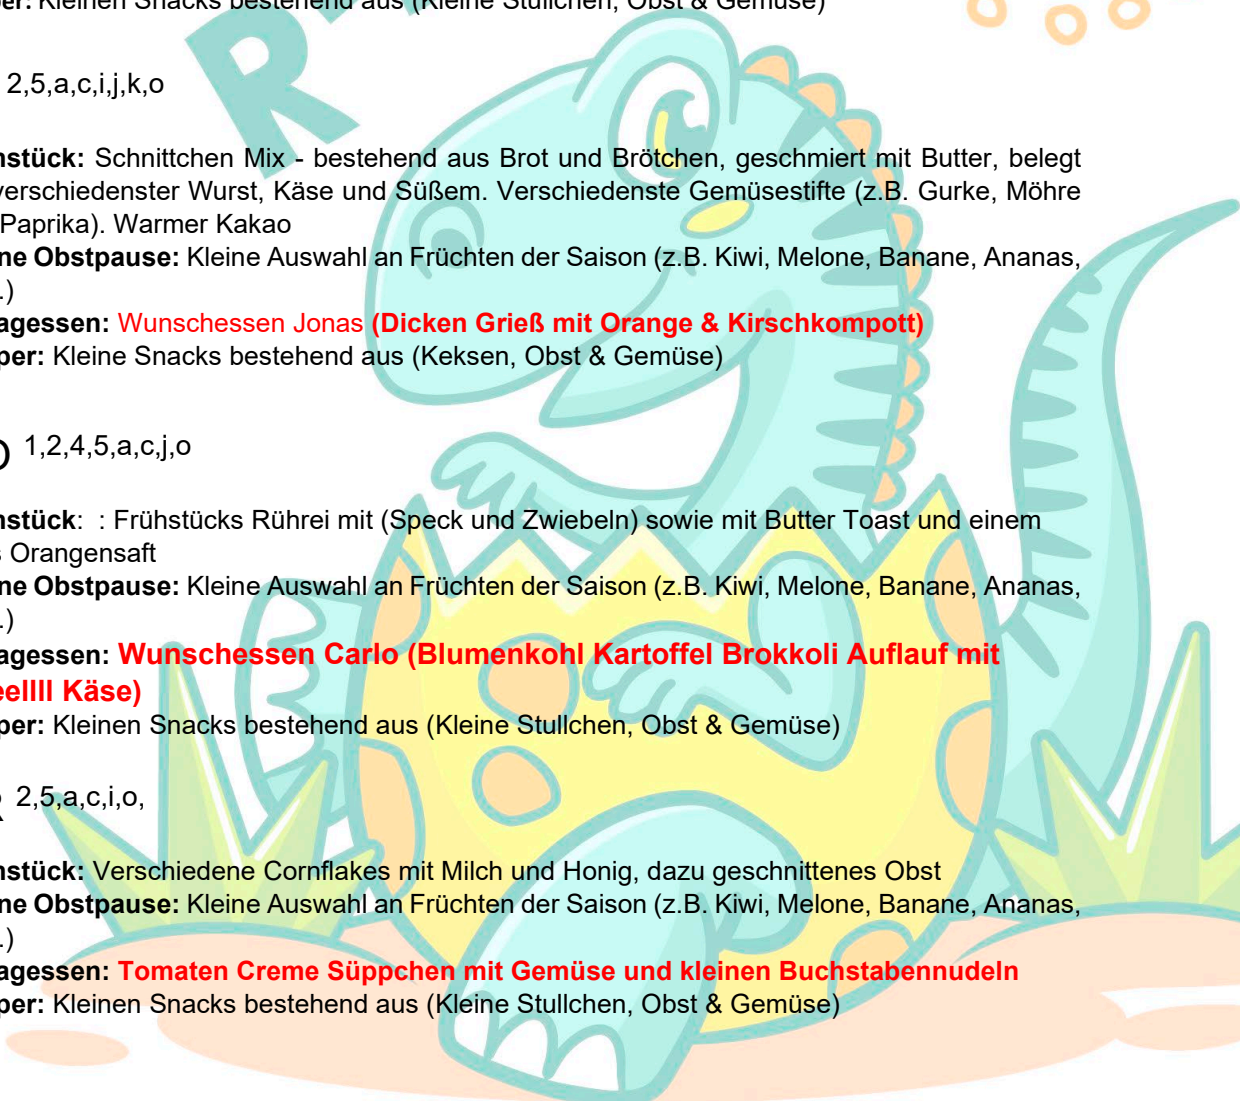 per: Kleinen Snacks bestehend aus (Kleine Stullchen, Obst & Gemüse)
R
2,5,a,c,i,j,k,o
hstück: Schnittchen Mix - bestehend aus Brot und Brötchen, geschmiert mit Butter, belegt
verschiedenster Wurst, Käse und Süßem. Verschiedenste Gemüsestifte (z.B. Gurke, Möhre
Paprika). Warmer Kakao
ne Obstpause: Kleine Auswahl an Früchten der Saison (z.B. Kiwi, Melone, Banane, Ananas,
.)
agessen: Wunschessen Jonas (Dicken Grieß mit Orange & Kirschkompott)
per: Kleine Snacks bestehend aus (Keksen, Obst & Gemüse)
1,2,4,5,a,c,j,o
nstück: : Frühstücks Rührei mit (Speck und Zwiebeln) sowie mit Butter Toast und einem
s Orangensaft
ne Obstpause: Kleine Auswahl an Früchten der Saison (z.B. Kiwi, Melone, Banane, Ananas,
.)
agessen: Wunschessen Carlo (Blumenkohl Kartoffel Brokkoli Auflauf mit
eellll Käse)
per: Kleinen Snacks bestehend aus (Kleine Stullchen, Obst & Gemüse)
2,5,a,c,i,o,
nstück: Verschiedene Cornflakes mit Milch und Honig, dazu geschnittenes Obst
ne Obstpause: Kleine Auswahl an Früchten der Saison (z.B. Kiwi, Melone, Banane, Ananas,
.)
agessen: Tomaten Creme Süppchen mit Gemüse und kleinen Buchstabennudeln
per: Kleinen Snacks bestehend aus (Kleine Stullchen, Obst & Gemüse)